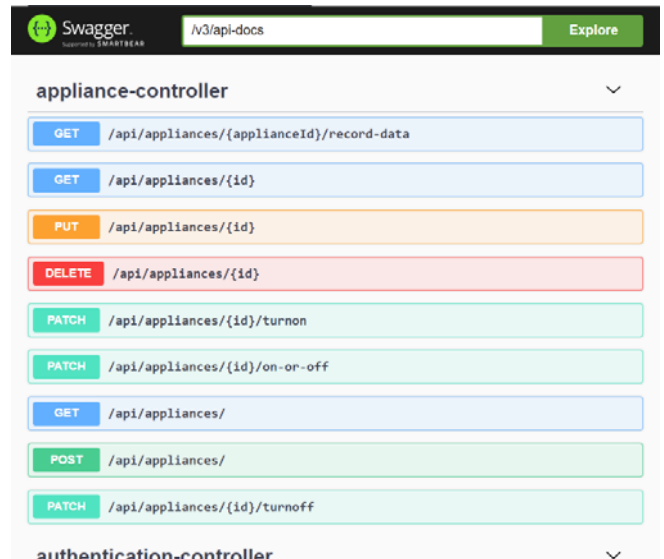 Swagger.
Supported by SMARTBEAR
/v3/api-docs
Explore
appliance-controller
GET /api/appliances/{applianceId}/record-data
GET /api/appliances/{id}
PUT /api/appliances/{id}
DELETE /api/appliances/{id}
PATCH /api/appliances/{id}/turnon
PATCH /api/appliances/{id}/on-or-off
GET /api/appliances/
POST /api/appliances/
PATCH /api/appliances/{id}/turnoff
authentication-controller